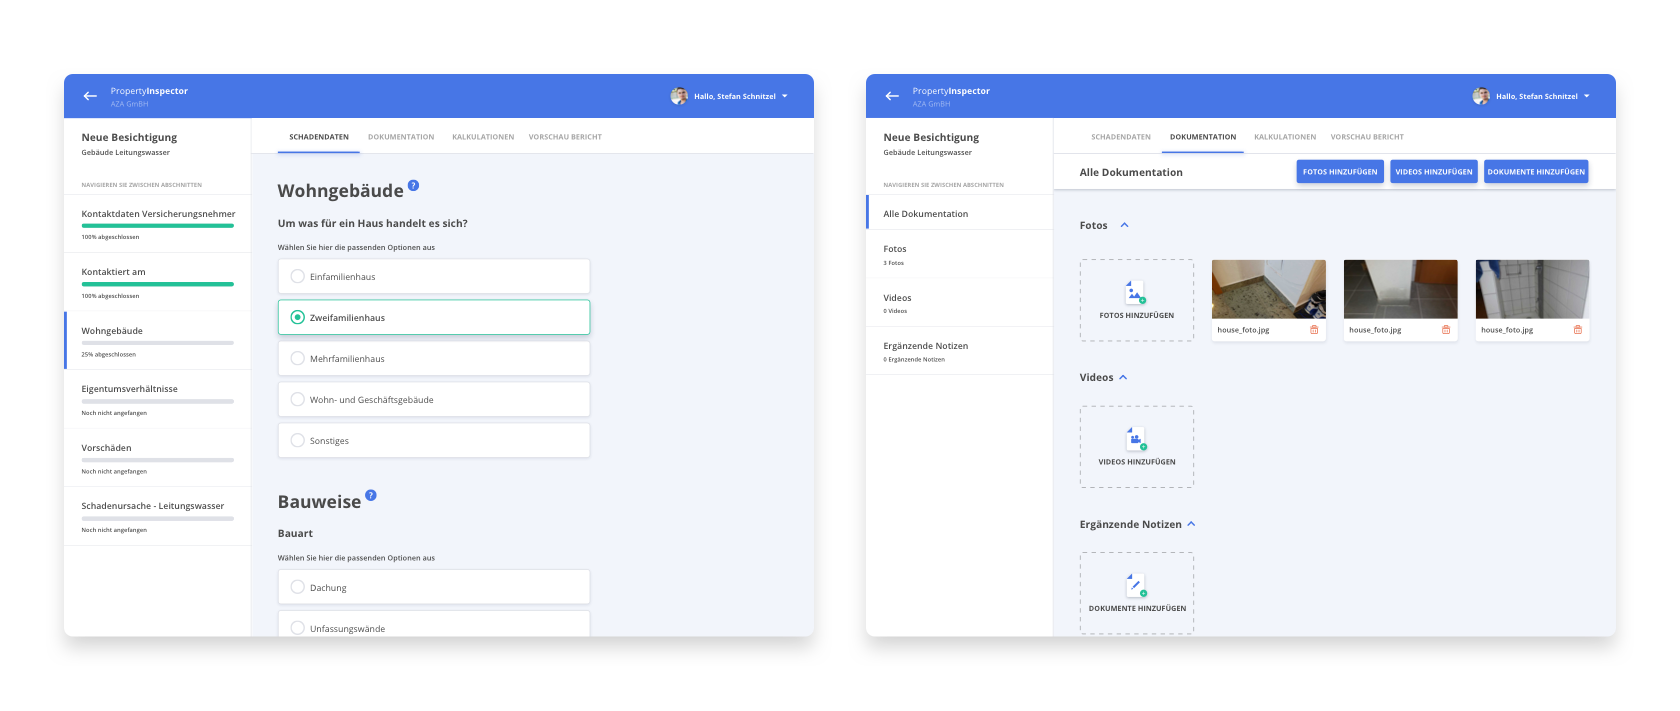 PropertyInspector
AZA GmBH
Hallo, Stefan Schnitzel
Neue Besichtigung
Gebäude Leitungswasser
NAVIGIEREN SIE ZWISCHEN ABSCHNITTEN
Kontaktdaten Versicherungsnehmer
100% abgeschlossen
Kontaktiert am
100% abgeschlossen
Wohngebäude
25% abgeschlossen
Eigentumsverhältnisse
Noch nicht angefangen
Vorschäden
Noch nicht angefangen
Schadenursache - Leitungswasser
Noch nicht angefangen
SCHADENDATEN DOKUMENTATION KALKULATIONEN VORSCHAU BERICHT
Wohngebäude ?
Um was für ein Haus handelt es sich?
Wählen Sie hier die passenden Optionen aus
Einfamilienhaus
Zweifamilienhaus
Mehrfamilienhaus
Wohn- und Geschäftsgebäude
Sonstiges
Bauweise ?
Bauart
Wählen Sie hier die passenden Optionen aus
Dachung
Unfassungswände
PropertyInspector
AZA GmBH
Hallo, Stefan Schnitzel
Neue Besichtigung
Gebäude Leitungswasser
NAVIGIEREN SIE ZWISCHEN ABSCHNITTEN
Alle Dokumentation
Fotos
3 Fotos
Videos
0 Videos
Ergänzende Notizen
0 Ergänzende Notizen
SCHADENDATEN DOKUMENTATION KALKULATIONEN VORSCHAU BERICHT
Alle Dokumentation
FOTOS HINZUFÜGEN VIDEOS HINZUFÜGEN DOKUMENTE HINZUFÜGEN
Fotos
FOTOS HINZUFÜGEN
house_foto.jpg house_foto.jpg house_foto.jpg
Videos
VIDEOS HINZUFÜGEN
Ergänzende Notizen
DOKUMENTE HINZUFÜGEN